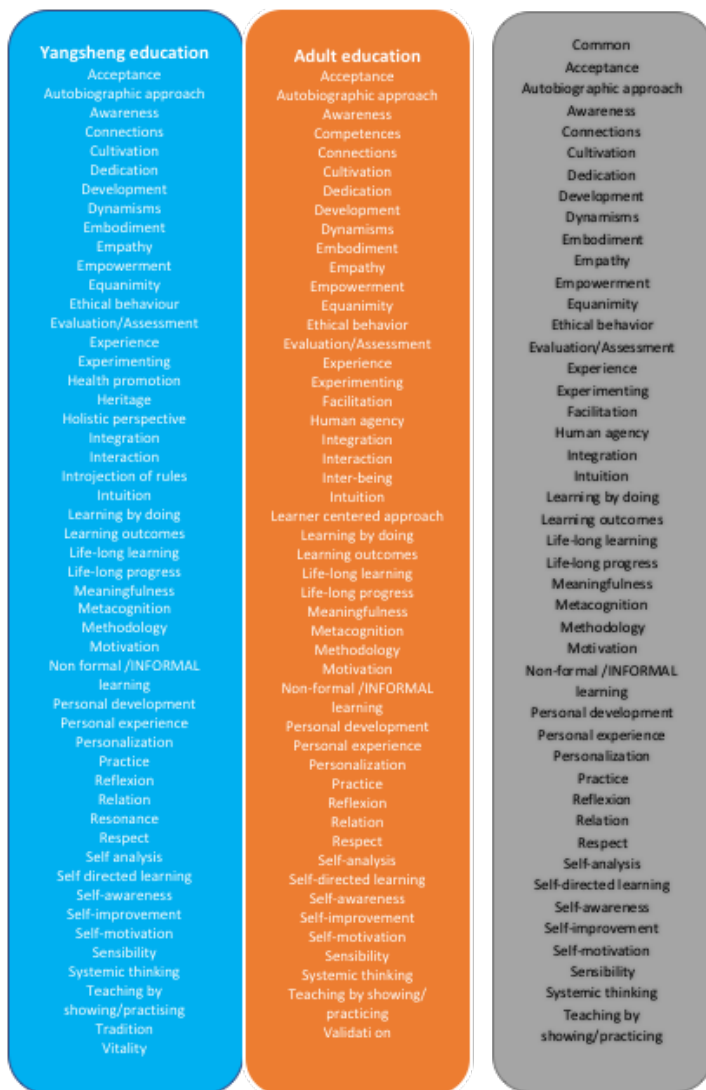 Yangsheng education
Acceptance
Autobiographic approach
Awareness
Connections
Cultivation
Dedication
Development
Dynamisms
Embodiment
Empathy
Empowerment
Equanimity
Ethical behaviour
Evaluation/Assessment
Experience
Experimenting
Health promotion
Heritage
Holistic perspective
Integration
Interaction
Introjection of rules
Intuition
Learning by doing
Learning outcomes
Life-long learning
Life-long progress
Meaningfulness
Metacognition
Methodology
Motivation
Non formal /INFORMAL
learning
Personal development
Personal experience
Personalization
Practice
Reflexion
Relation
Resonance
Respect
Self analysis
Self directed learning
Self-awareness
Self-improvement
Self-motivation
Sensibility
Systemic thinking
Teaching by
showing/practising
Tradition
Vitality
Adult education
Acceptance
Autobiographic approach
Awareness
Competences
Connections
Cultivation
Dedication
Development
Dynamisms
Embodiment
Empathy
Empowerment
Equanimity
Ethical behavior
Evaluation/Assessment
Experience
Experimenting
Facilitation
Human agency
Integration
Interaction
Inter-being
Intuition
Learner centered approach
Learning by doing
Learning outcomes
Life-long learning
Life-long progress
Meaningfulness
Metacognition
Methodology
Motivation
Non-formal /INFORMAL
learning
Personal development
Personal experience
Personalization
Practice
Reflexion
Relation
Respect
Self-analysis
Self-directed learning
Self-awareness
Self-improvement
Self-motivation
Sensibility
Systemic thinking
Teaching by showing/
practicing
Validati on
Common
Acceptance
Autobiographic approach
Awareness
Connections
Cultivation
Dedication
Development
Dynamisms
Embodiment
Empathy
Empowerment
Equanimity
Ethical behavior
Evaluation/Assessment
Experience
Experimenting
Facilitation
Human agency
Integration
Intuition
Learning by doing
Learning outcomes
Life-long learning
Life-long progress
Meaningfulness
Metacognition
Methodology
Motivation
Non-formal /INFORMAL
learning
Personal development
Personal experience
Personalization
Practice
Reflexion
Relation
Respect
Self-analysis
Self-directed learning
Self-awareness
Self-improvement
Self-motivation
Sensibility
Systemic thinking
Teaching by
showing/practicing